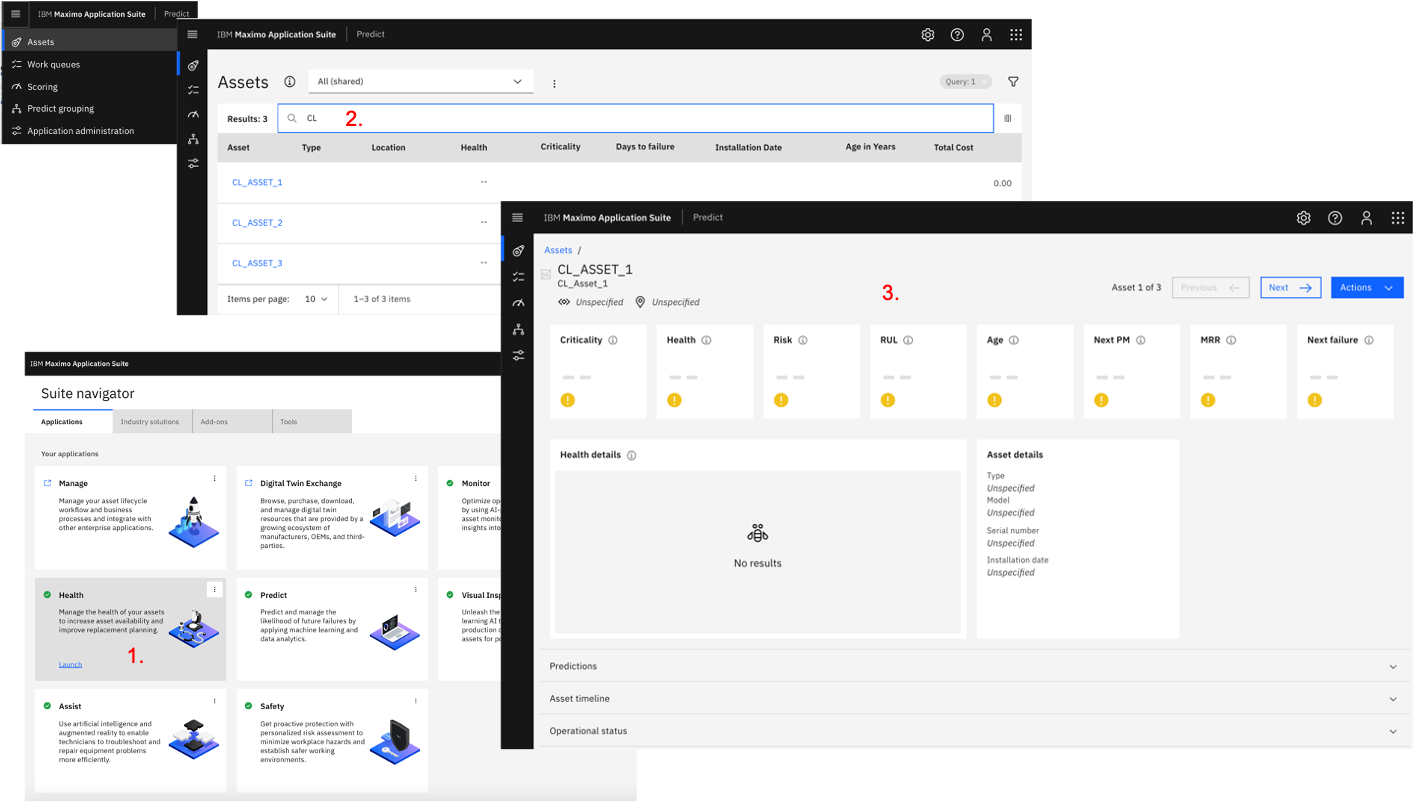 IBM Maximo Application Suite
Predict
Assets
Work queues
Scoring
Predict grouping
Application administration
IBM Maximo Application Suite
Predict
Assets
All (shared)
Query: 1
Results: 3
CL
2.
Asset
Type
Location
Health
Criticality
Days to failure
Installation Date
Age in Years
Total Cost
CL_ASSET_1
--
0.00
CL_ASSET_2
--
CL_ASSET_3
--
Items per page:
10
1–3 of 3 items
IBM Maximo Application Suite
Predict
Assets /
CL_ASSET_1
CL_Asset_1
Unspecified
Unspecified
3.
Asset 1 of 3
Previous
Next
Actions
Criticality
Health
Risk
RUL
Age
Next PM
MRR
Next failure
Health details
No results
Asset details
Type
Unspecified
Model
Unspecified
Serial number
Unspecified
Installation date
Unspecified
Predictions
Asset timeline
Operational status
IBM Maximo Application Suite
Suite navigator
Applications
Industry solutions
Add-ons
Tools
Your applications
Manage
Manage your asset lifecycle
workflow and business
processes and integrate with
other enterprise applications.
Digital Twin Exchange
Browse, purchase, download,
and manage digital twin
resources that are provided by a
growing ecosystem of
manufacturers, OEMs, and third-
parties.
Monitor
Optimize op
by using AI-
asset monit
insights into
Health
Manage the health of your assets
to increase asset availability and
improve replacement planning.
1.
Launch
Predict
Predict and manage the
likelihood of future failures by
applying machine learning and
data analytics.
Visual Insp
Unleash the
learning AI t
production o
assets for po
Assist
Use artificial intelligence and
augmented reality to enable
technicians to troubleshoot and
repair equipment problems
more efficiently.
Safety
Get proactive protection with
personalized risk assessment to
minimize workplace hazards and
establish safer working
environments.